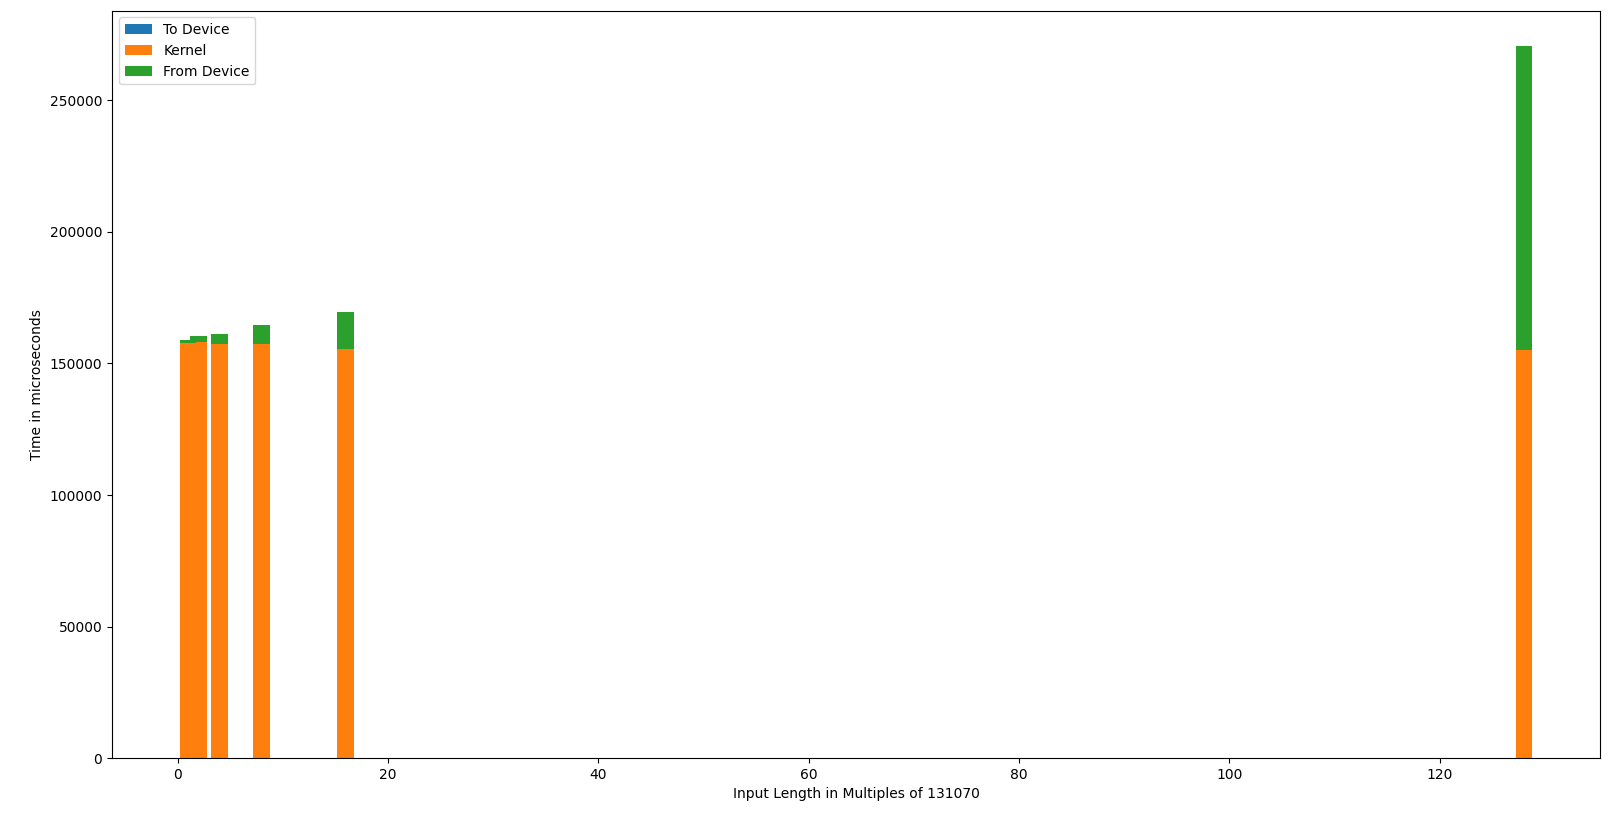 To Device
Kernel
From Device
250000
200000
150000
100000
50000
0
Time in microseconds
0 20 40 60 80 100 120
Input Length in Multiples of 131070